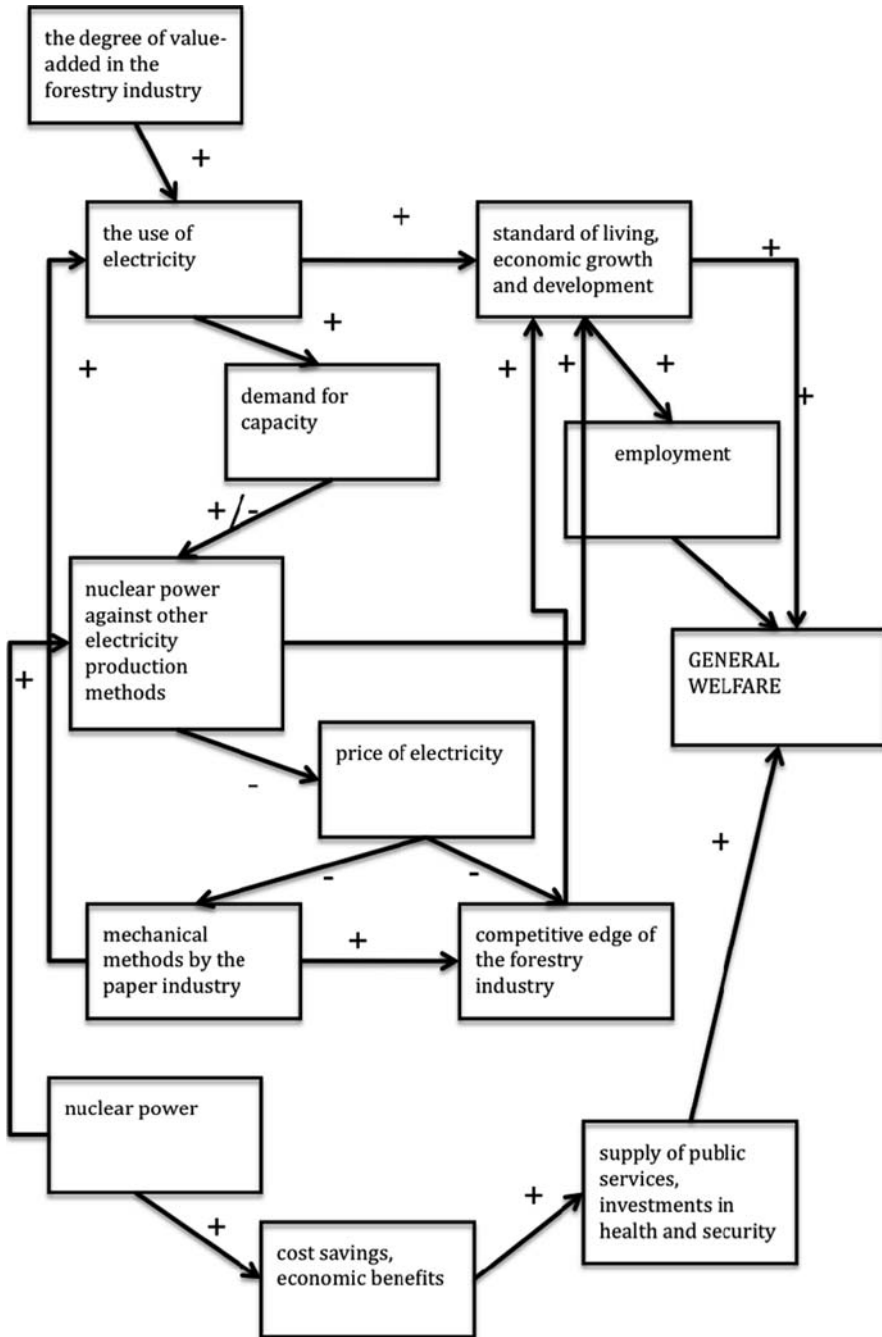 the degree of value-
added in the
forestry industry
+
the use of
electricity
+
standard of living,
economic growth
and development
+
+
+
+
+
+
+
demand for
capacity
employment
+/-
nuclear power
against other
electricity
production
methods
+
GENERAL
WELFARE
price of electricity
-
-
-
+
mechanical
methods by the
paper industry
+
competitive edge of
the forestry
industry
nuclear power
supply of public
services,
investments in
health and security
+
+
cost savings,
economic benefits